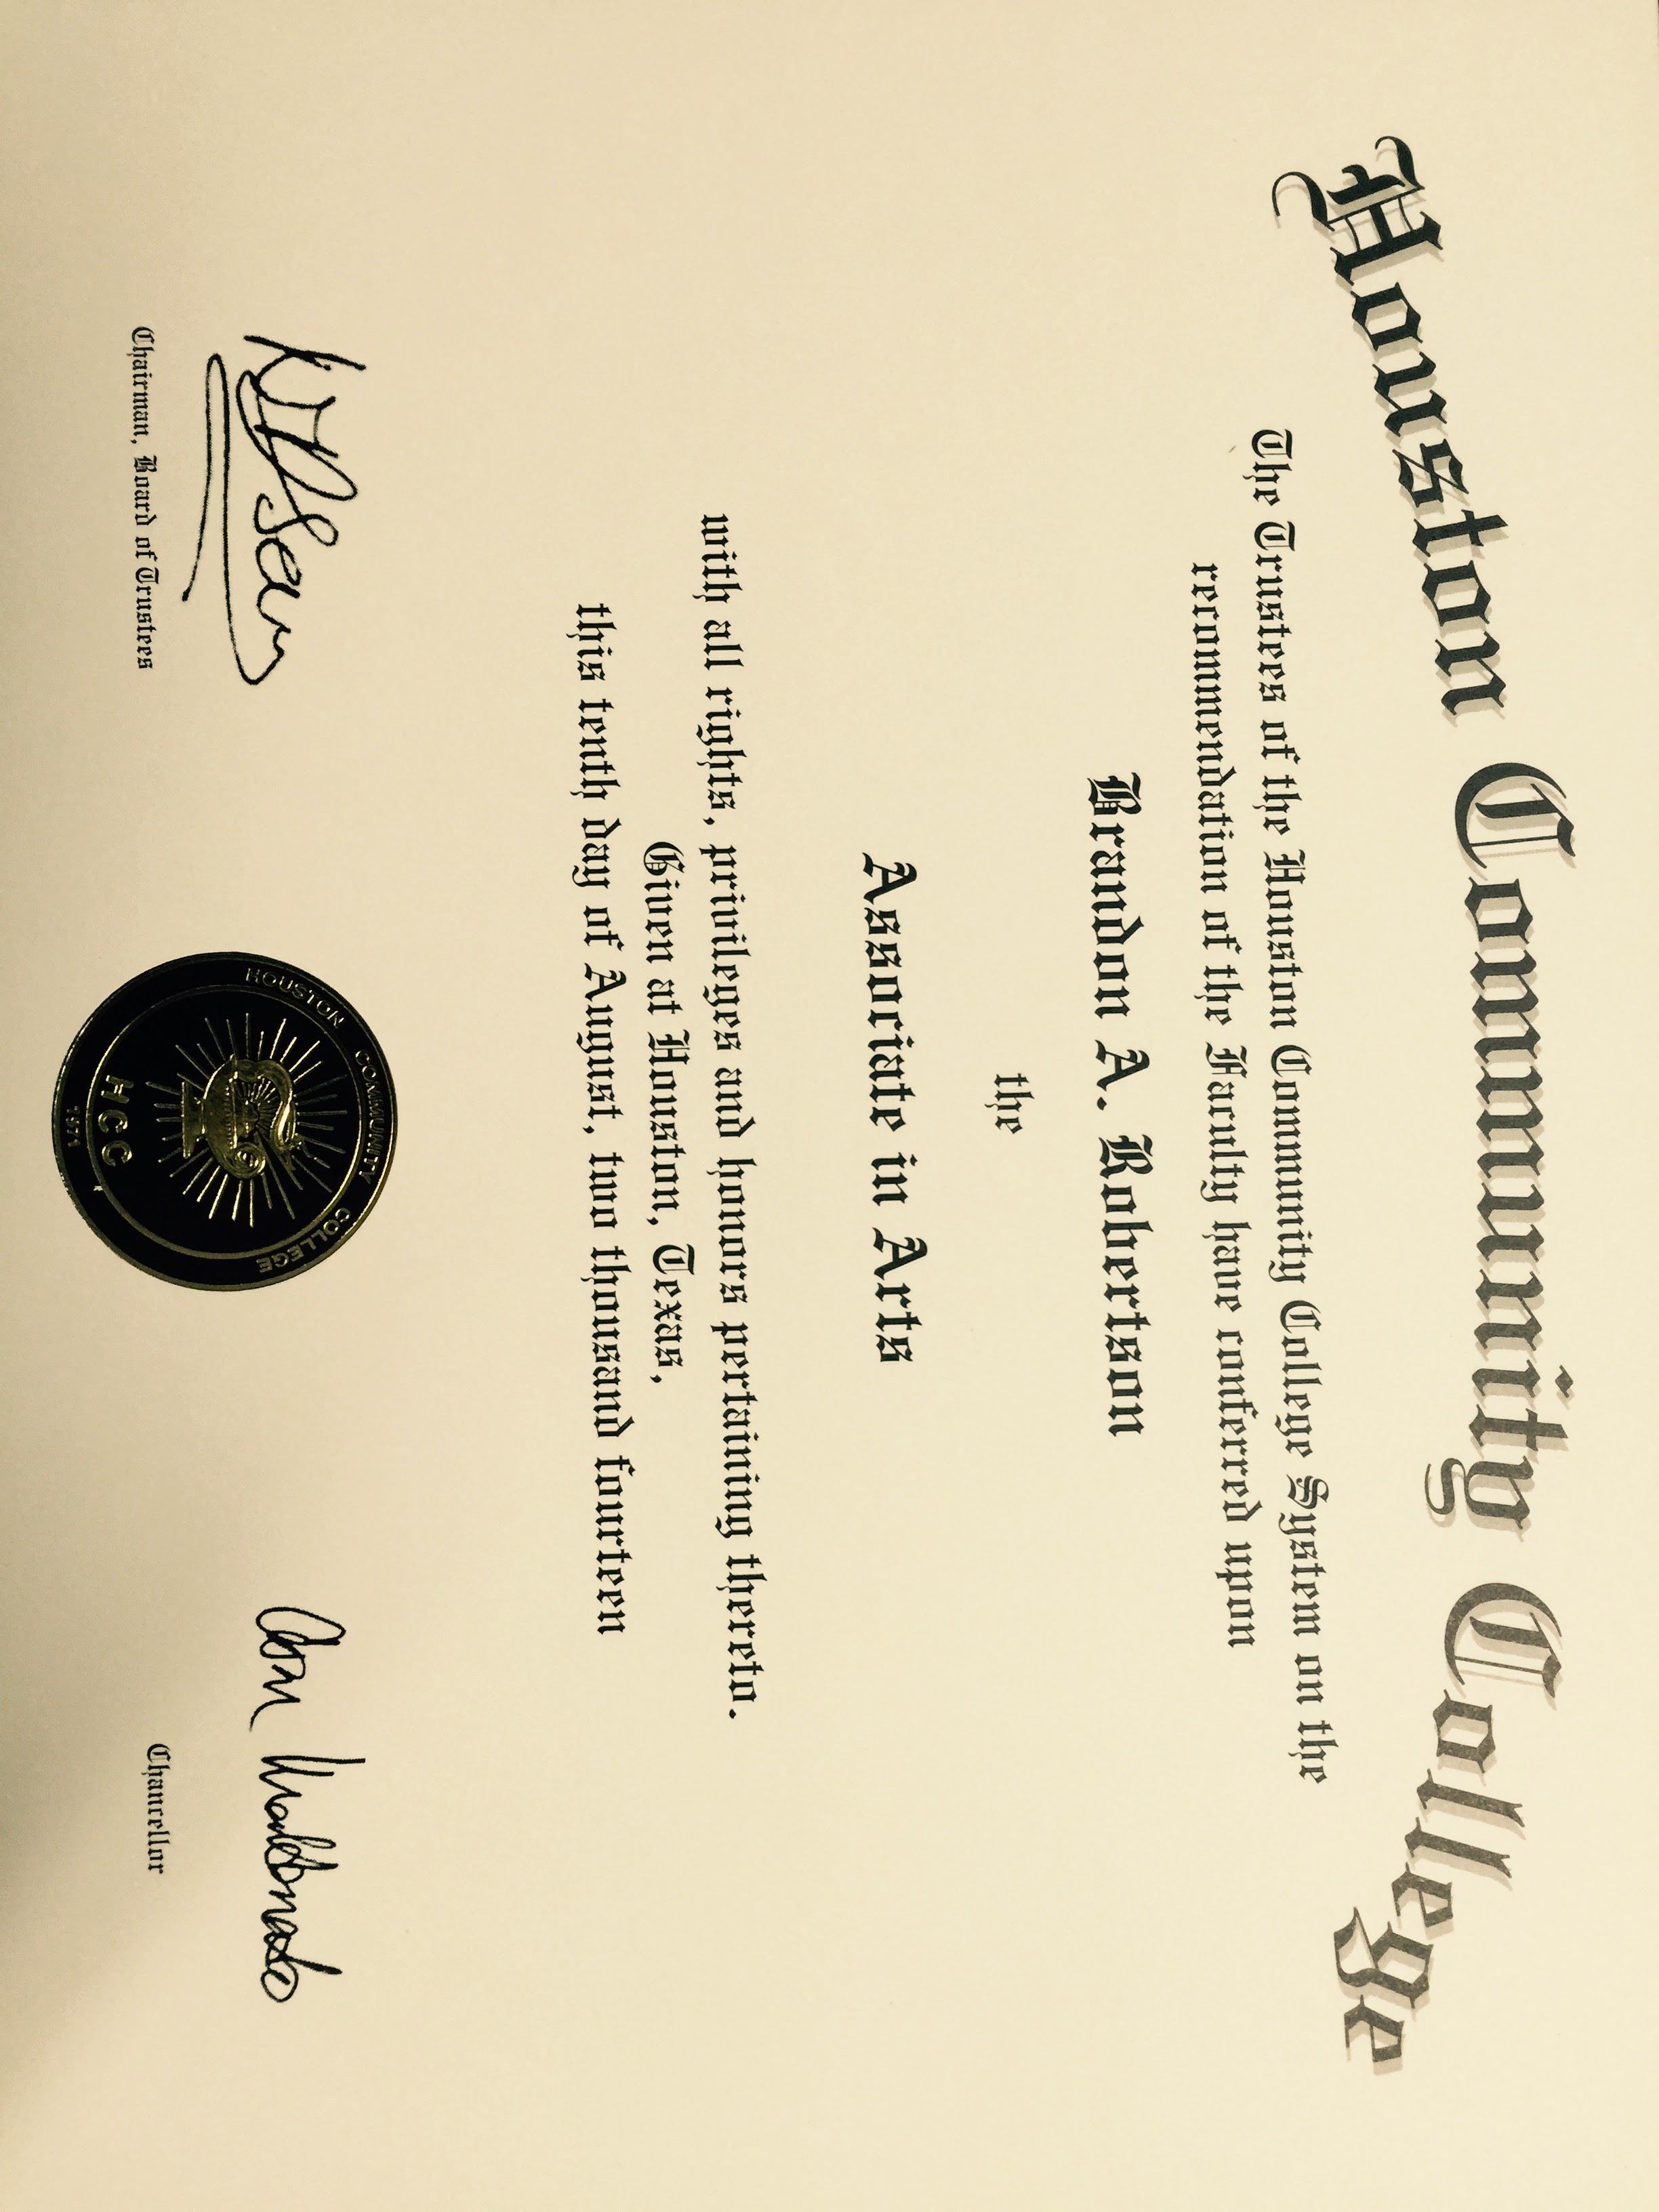 Houston Community College
The Trustees of the Houston Community College System on the
recommendation of the Faculty have conferred upon
Brandon A. Robertson
the
Associate in Arts
with all rights, privileges and honors pertaining thereto.
Given at Houston, Texas,
this tenth day of August, two thousand fourteen
Chairman, Board of Trustees
HOUSTON COMMUNITY COLLEGE
HCC
1971
Chancellor